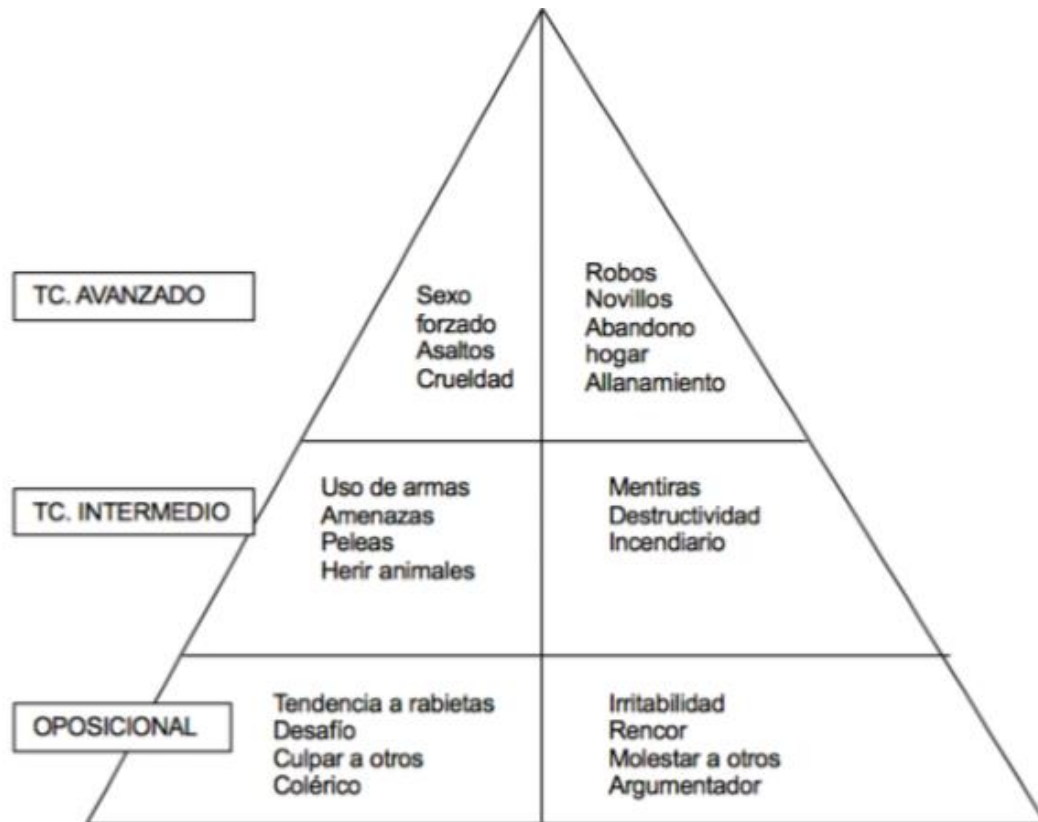 TC. AVANZADO
Sexo
forzado
Asaltos
Crueldad
Robos
Novillos
Abandono
hogar
Allanamiento
TC. INTERMEDIO
Uso de armas
Amenazas
Peleas
Herir animales
Mentiras
Destructividad
Incendiario
OPOSICIONAL
Tendencia a rabietas
Desafío
Culpar a otros
Colérico
Irritabilidad
Rencor
Molestar a otros
Argumentador